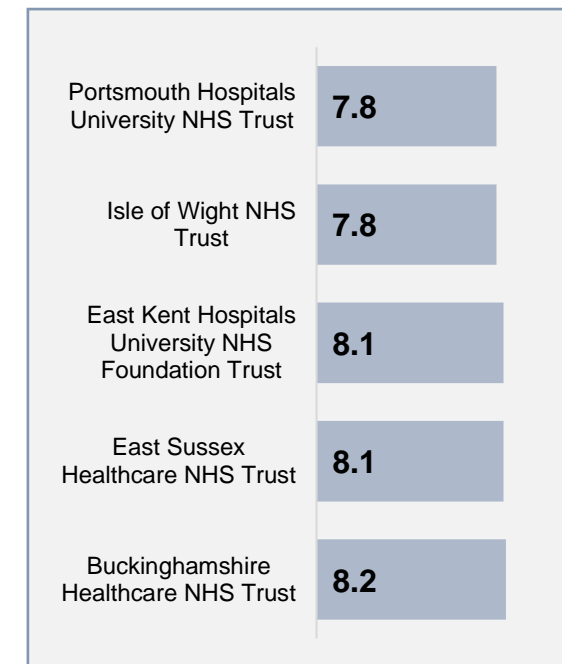 Portsmouth Hospitals
University NHS Trust
7.8
Isle of Wight NHS
Trust
7.8
East Kent Hospitals
University NHS
Foundation Trust
8.1
East Sussex
Healthcare NHS Trust
8.1
Buckinghamshire
Healthcare NHS Trust
8.2